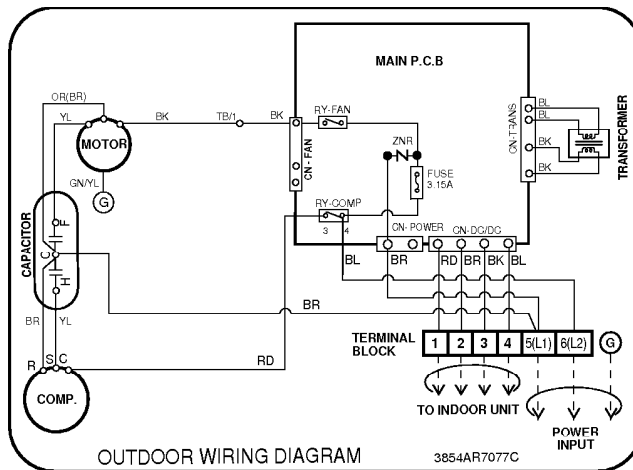 MAIN P.C.B
OR(BR)
YL
BK
TB/1
BK
RY-FAN
MOTOR
CN-FAN
ZNR
FUSE
3.15A
CN-TRANS
BL
BL
BK
BK
TRANSFORMER
GN/YL
G
RY-COMP
3 4
CN-POWER
CN-DC/DC
CAPACITOR
F
C
H
BL
BR
RD
BR
BK
BL
BR
BR
YL
RD
R
S
C
COMP.
TERMINAL
BLOCK
1 2 3 4 5(L1) 6(L2) G
TO INDOOR UNIT
POWER
INPUT
OUTDOOR WIRING DIAGRAM
3854AR7077C